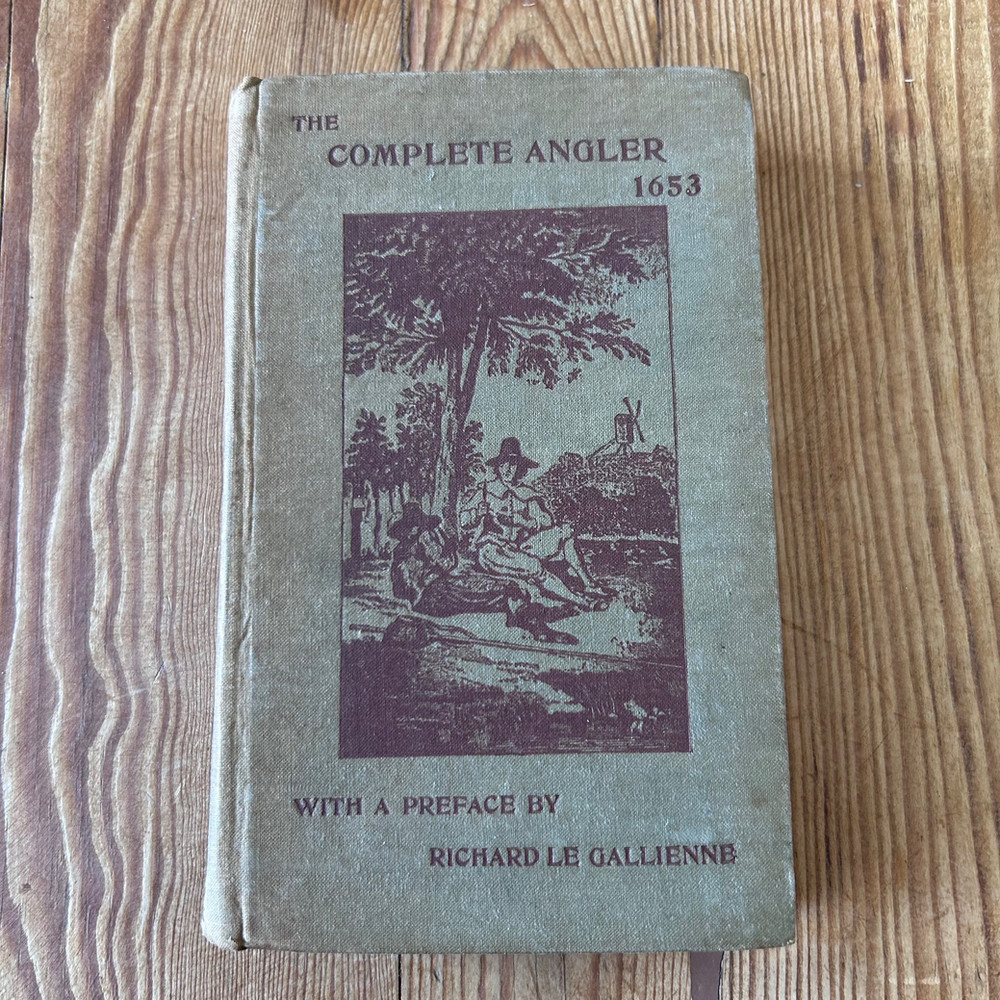 THE
COMPLETE ANGLER
1653
WITH A PREFACE BY
RICHARD LE GALLIENNE